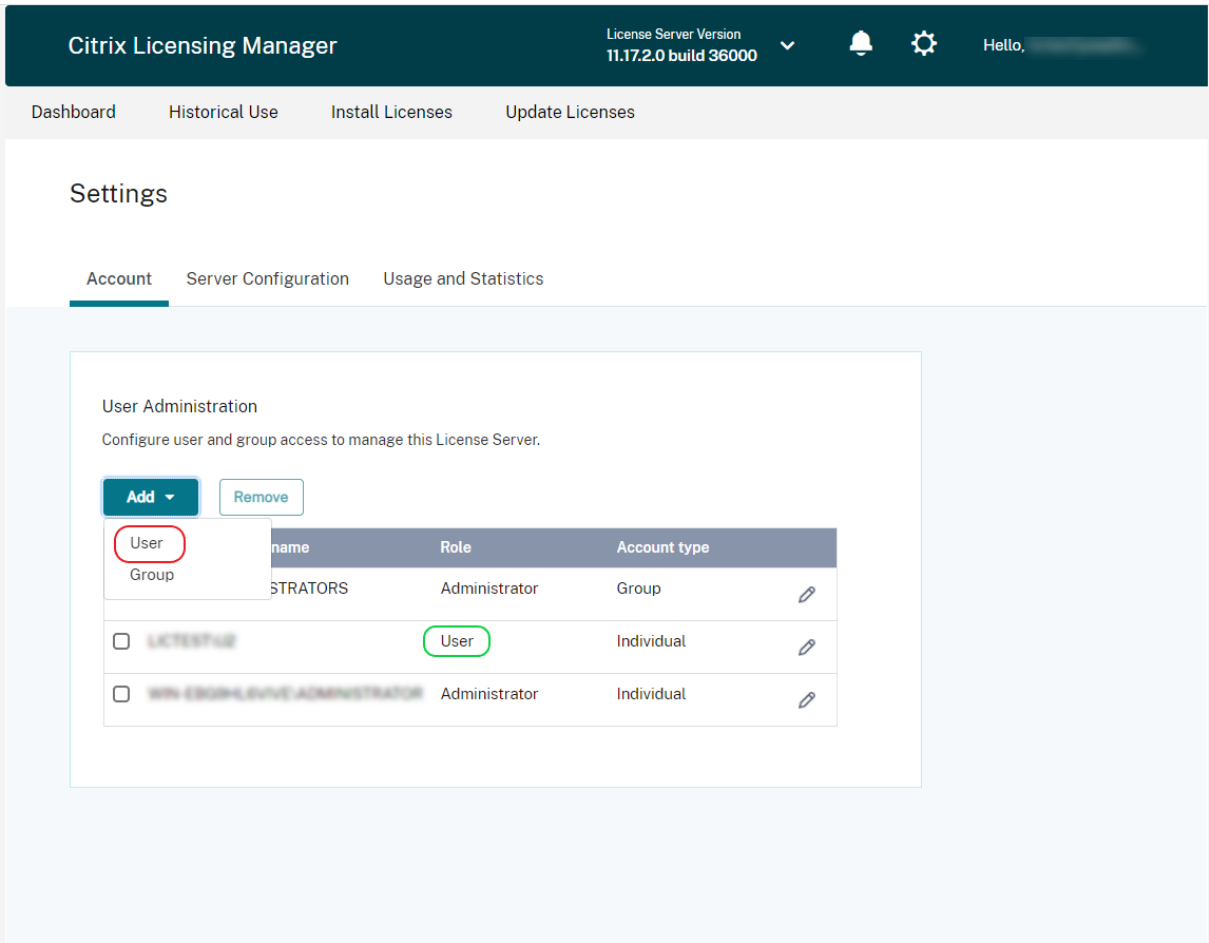 Citrix Licensing Manager
License Server Version
11.17.2.0 build 36000
Hello,
Dashboard Historical Use Install Licenses Update Licenses
Settings
Account Server Configuration Usage and Statistics
User Administration
Configure user and group access to manage this License Server.
Add Remove
User
Group
name Role Account type
STRATORS Administrator Group
User Individual
Administrator Individual